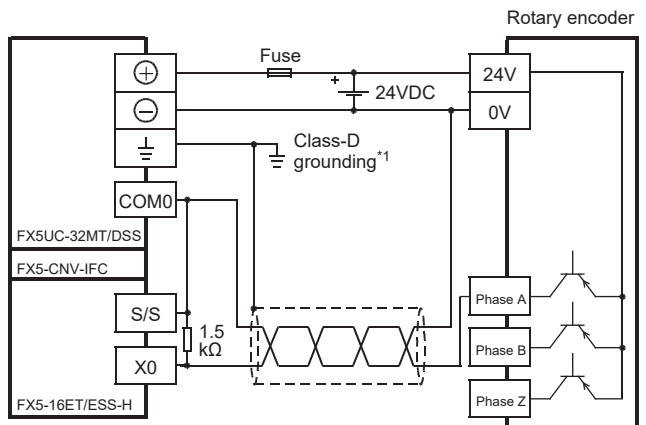 Rotary encoder
Fuse
24V
+
24VDC
0V
Class-D
grounding*1
COM0
FX5UC-32MT/DSS
FX5-CNV-IFC
Phase A
S/S
1.5
kΩ
Phase B
X0
Phase Z
FX5-16ET/ESS-H